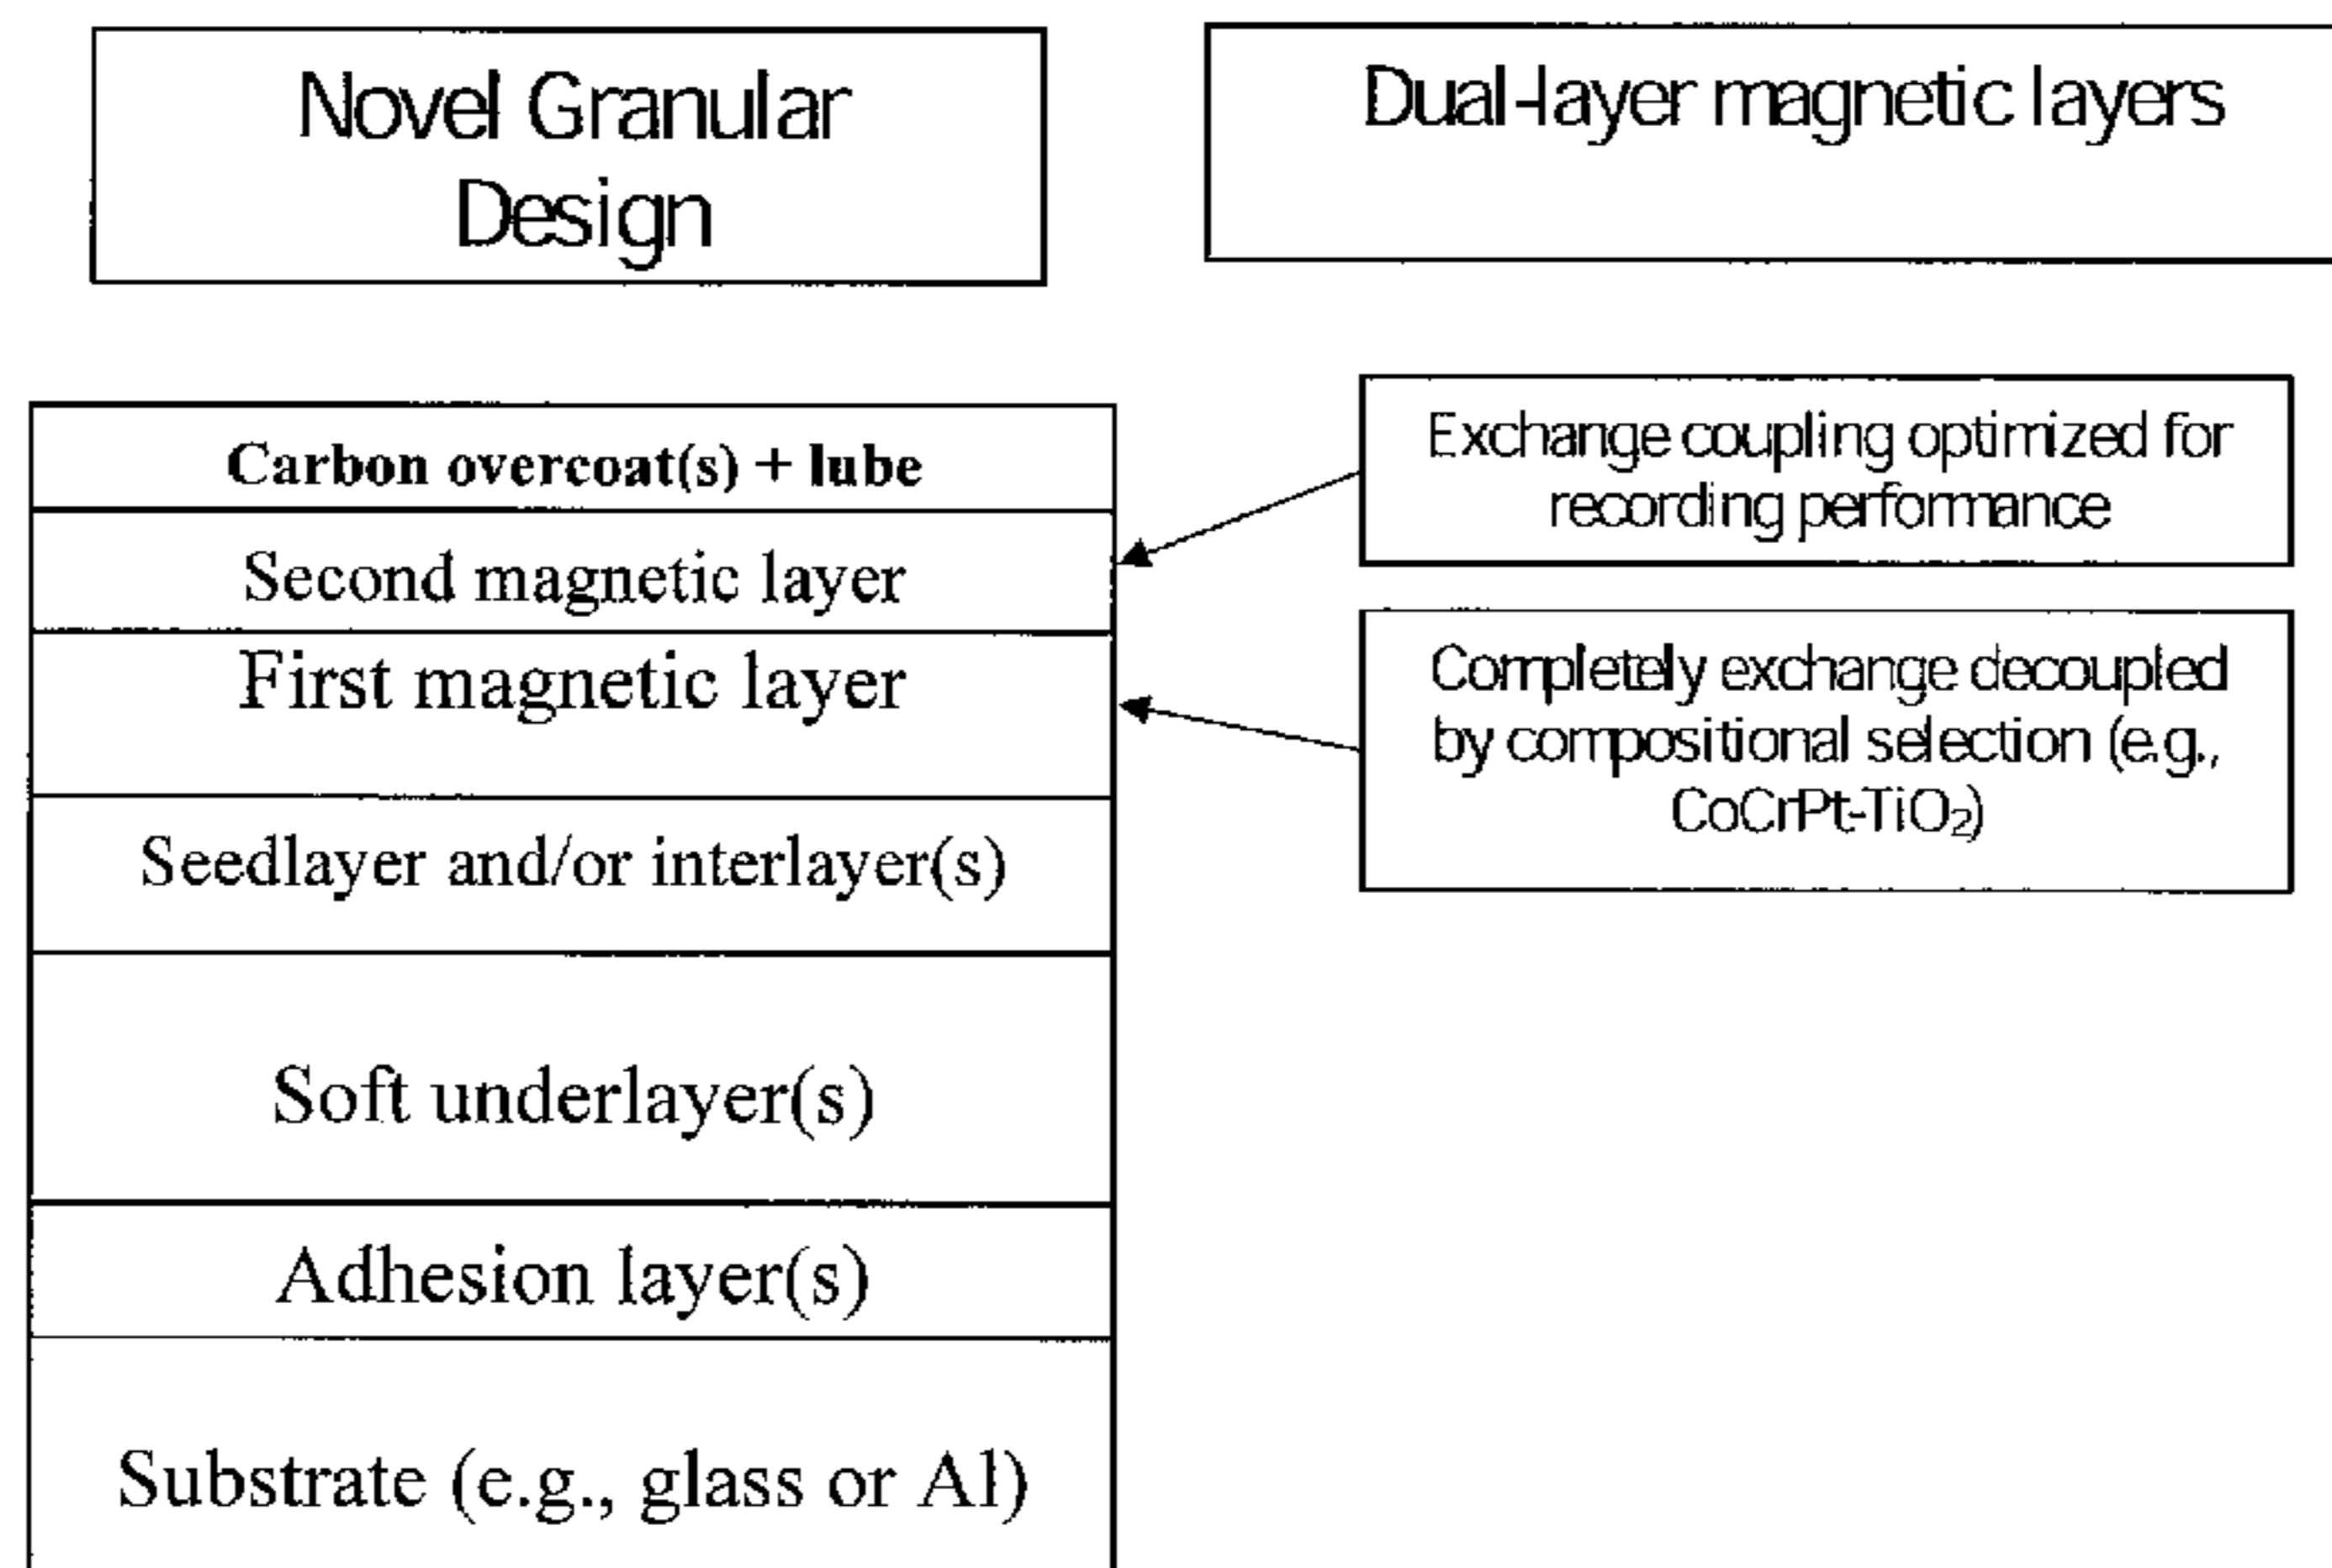 Novel Granular
Design
Dual-layer magnetic layers
Carbon overcoat(s) + lube
Second magnetic layer
First magnetic layer
Seedlayer and/or interlayer(s)
Soft underlayer(s)
Adhesion layer(s)
Substrate (e.g., glass or Al)
Exchange coupling optimized for
recording performance
Completely exchange decoupled
by compositional selection (e.g.,
CoCrPt-TiO₂)